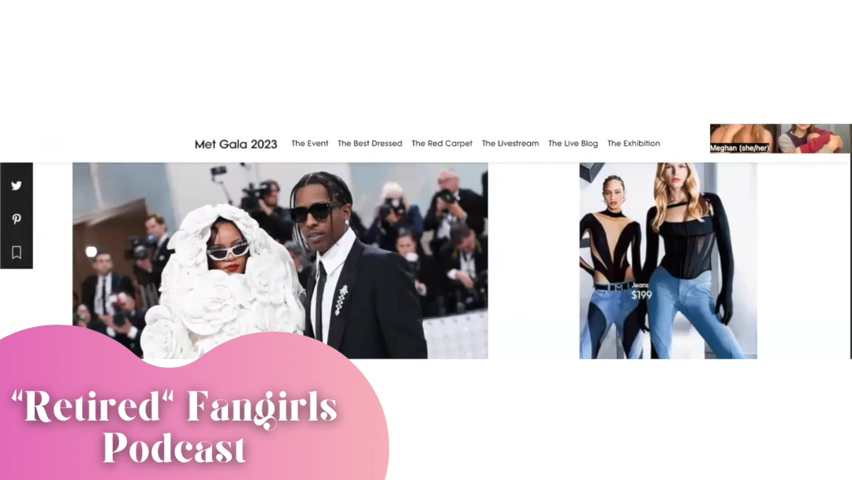 Met Gala 2023 The Event The Best Dressed The Red Carpet The Livestream The Live Blog The Exhibition
Meghan (she/her)
Jeans
$199
"Retired" Fangirls
Podcast